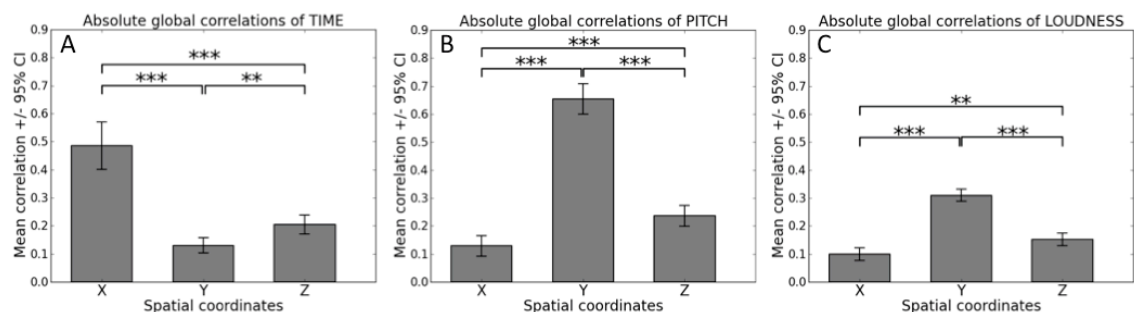 Absolute global correlations of TIME
A
Mean correlation +/- 95% CI
0.9
0.8
0.7
0.6
0.5
0.4
0.3
0.2
0.1
0.0
***
***
**
X Y Z
Spatial coordinates
Absolute global correlations of PITCH
B
Mean correlation +/- 95% CI
0.9
0.8
0.7
0.6
0.5
0.4
0.3
0.2
0.1
0.0
***
***
***
X Y Z
Spatial coordinates
Absolute global correlations of LOUDNESS
C
Mean correlation +/- 95% CI
0.9
0.8
0.7
0.6
0.5
0.4
0.3
0.2
0.1
0.0
**
***
***
X Y Z
Spatial coordinates